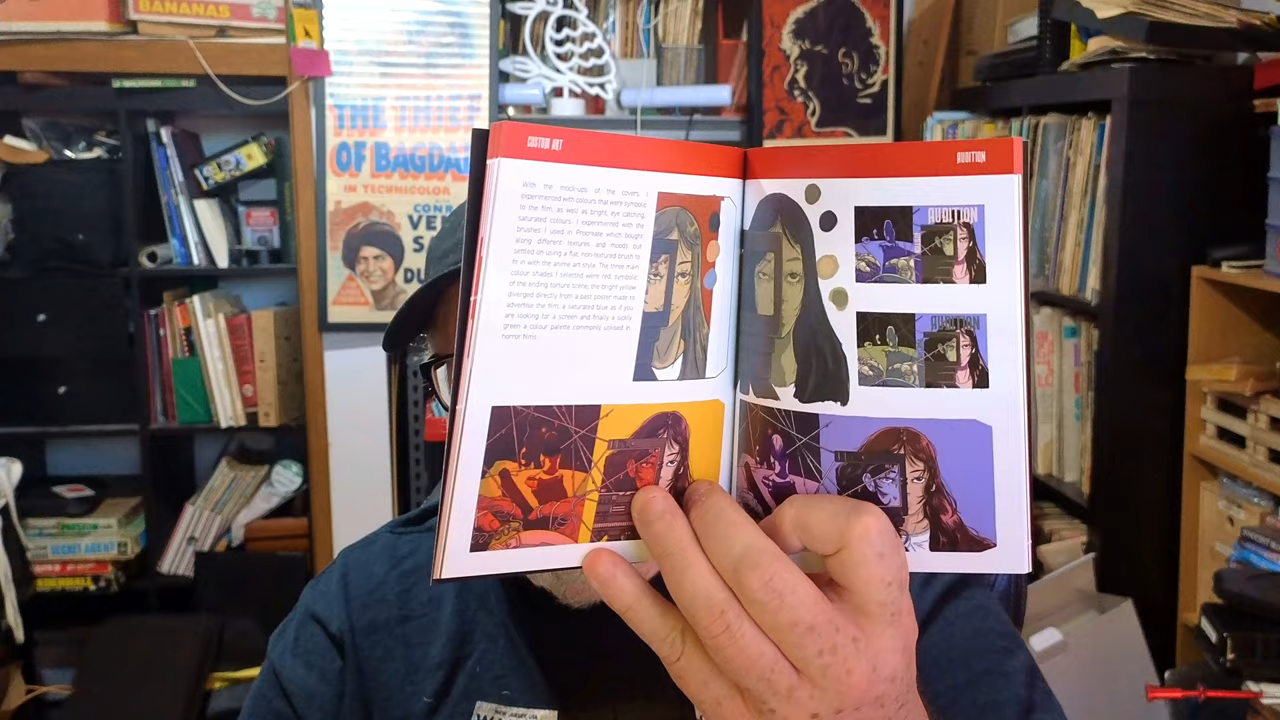 BANANAS
THE THIEF
OF BAGDAD
IN TECHNICOLOR
CUSTOM ART
AUDITION
With the mock-ups of the covers, I
experimented with colours that were symbolic
to the film, as well as bright, eye catching,
saturated colours. I experimented with the
brushes I used in Procreate which bought
along different textures and moods but
settled on using a flat, non-textured brush to
fit in with the anime art style. The three main
colour shades I selected were red, symbolic
of the ending torture scene, the bright yellow
diverged directly from a past poster made to
advertise the film, a saturated blue as if you
are looking for a screen and finally a sickly
green a colour palette commonly utilised in
horror films.
AUDITION
AUDITION
SECRET AGENT